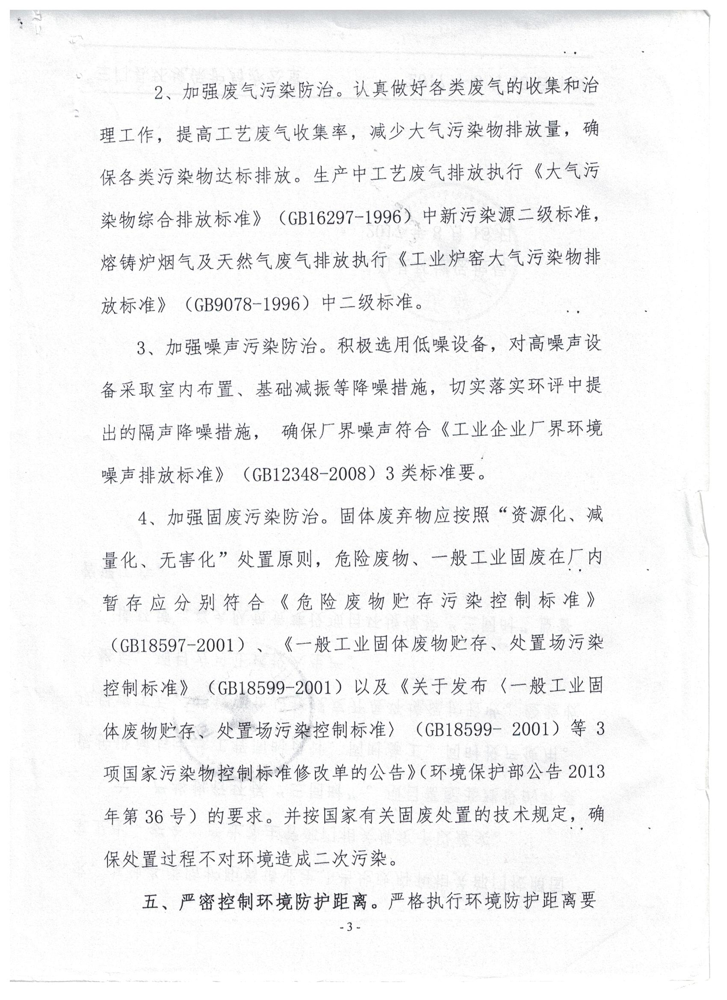 2、加强废气污染防治。认真做好各类废气的收集和治
理工作，提高工艺废气收集率，减少大气污染物排放量，确
保各类污染物达标排放。生产中工艺废气排放执行《大气污
染物综合排放标准》（GB16297-1996）中新污染源二级标准，
熔铸炉烟气及天然气废气排放执行《工业炉窑大气污染物排
放标准》（GB9078-1996）中二级标准。
3、加强噪声污染防治。积极选用低噪设备，对高噪声设
备采取室内布置、基础减振等降噪措施，切实落实环评中提
出的隔声降噪措施， 确保厂界噪声符合《工业企业厂界环境
噪声排放标准》（GB12348-2008）3 类标准要。
4、加强固废污染防治。固体废弃物应按照“资源化、减
量化、无害化”处置原则，危险废物、一般工业固废在厂内
暂存应分别符合《危险废物贮存污染控制标准》
（GB18597-2001）、《一般工业固体废物贮存、处置场污染
控制标准》（GB18599-2001）以及《关于发布〈一般工业固
体废物贮存、处置场污染控制标准〉（GB18599- 2001）等 3
项国家污染物控制标准修改单的公告》（环境保护部公告 2013
年第 36 号）的要求。并按国家有关固废处置的技术规定，确
保处置过程不对环境造成二次污染。
五、严密控制环境防护距离。严格执行环境防护距离要
- 3 -